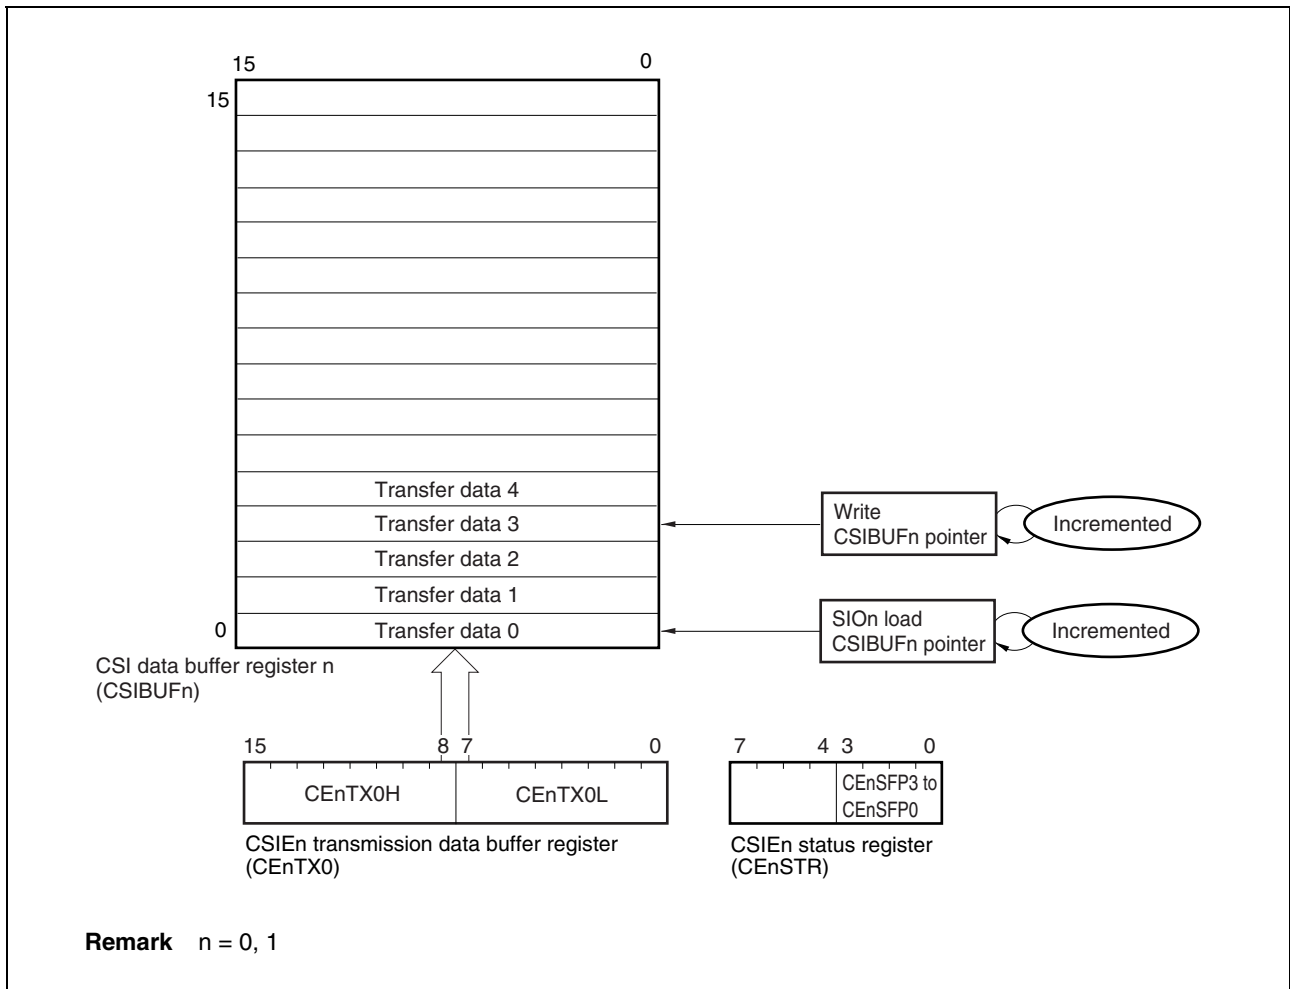 15 0
15
Transfer data 4
Transfer data 3
Transfer data 2
Transfer data 1
0 Transfer data 0
Write
CSIBUFn pointer
Incremented
SIOn load
CSIBUFn pointer
Incremented
CSI data buffer register n
(CSIBUFn)
15 8 7 0
CEnTX0H CEnTX0L
CSIEn transmission data buffer register
(CEnTX0)
7 4 3 0
CEnSFP3 to
CEnSFP0
CSIEn status register
(CEnSTR)
Remark n = 0, 1